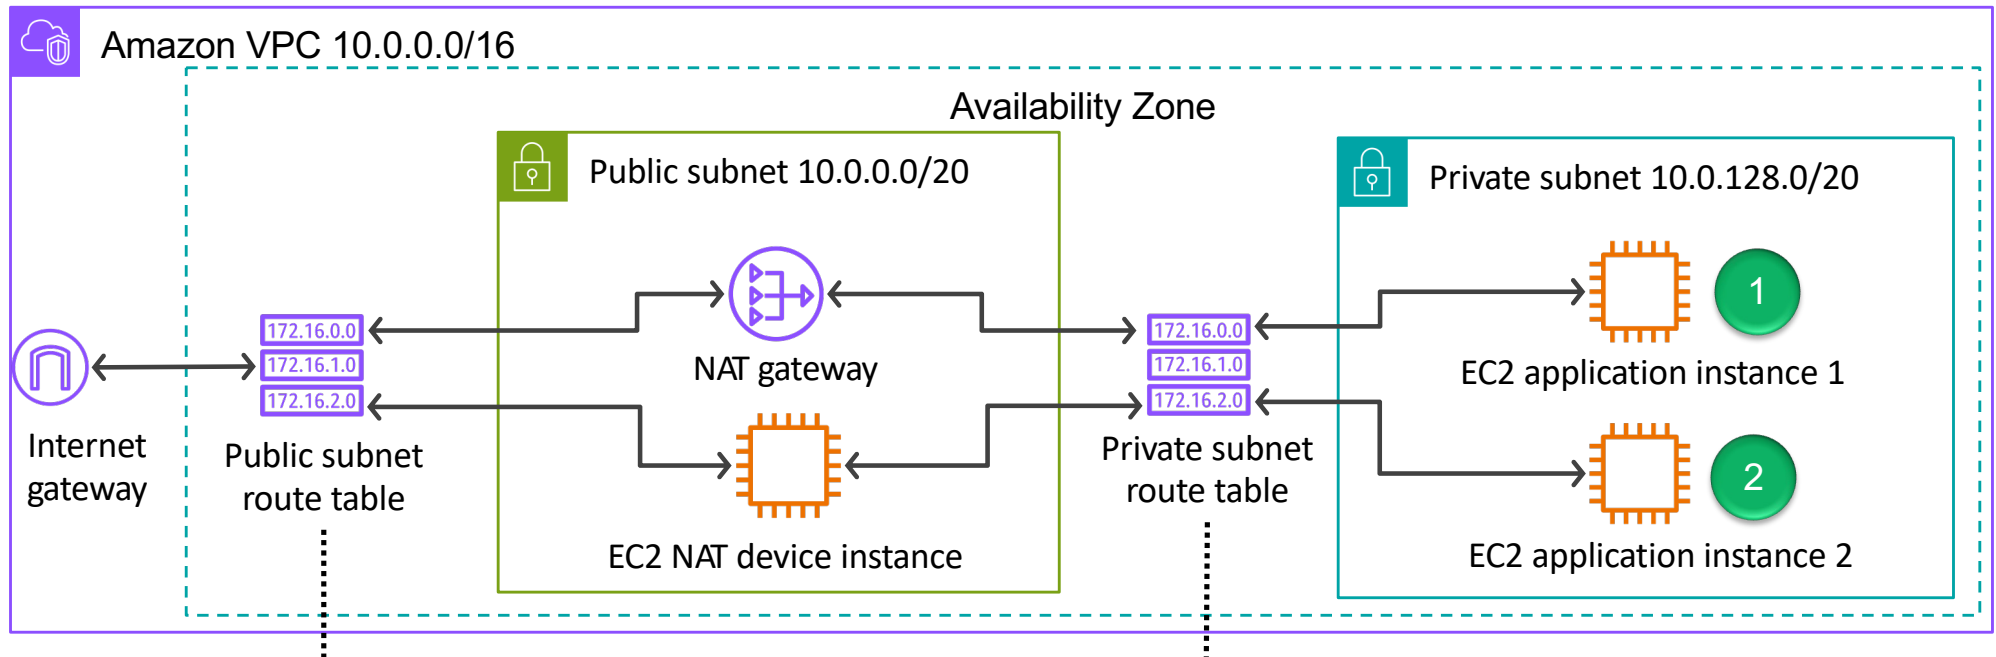 Amazon VPC 10.0.0.0/16
Availability Zone
Public subnet 10.0.0.0/20
Private subnet 10.0.128.0/20
1
172.16.0.0
172.16.1.0
172.16.2.0
NAT gateway
172.16.0.0
172.16.1.0
172.16.2.0
EC2 application instance 1
Internet
gateway
Public subnet
route table
Private subnet
route table
2
EC2 NAT device instance
EC2 application instance 2